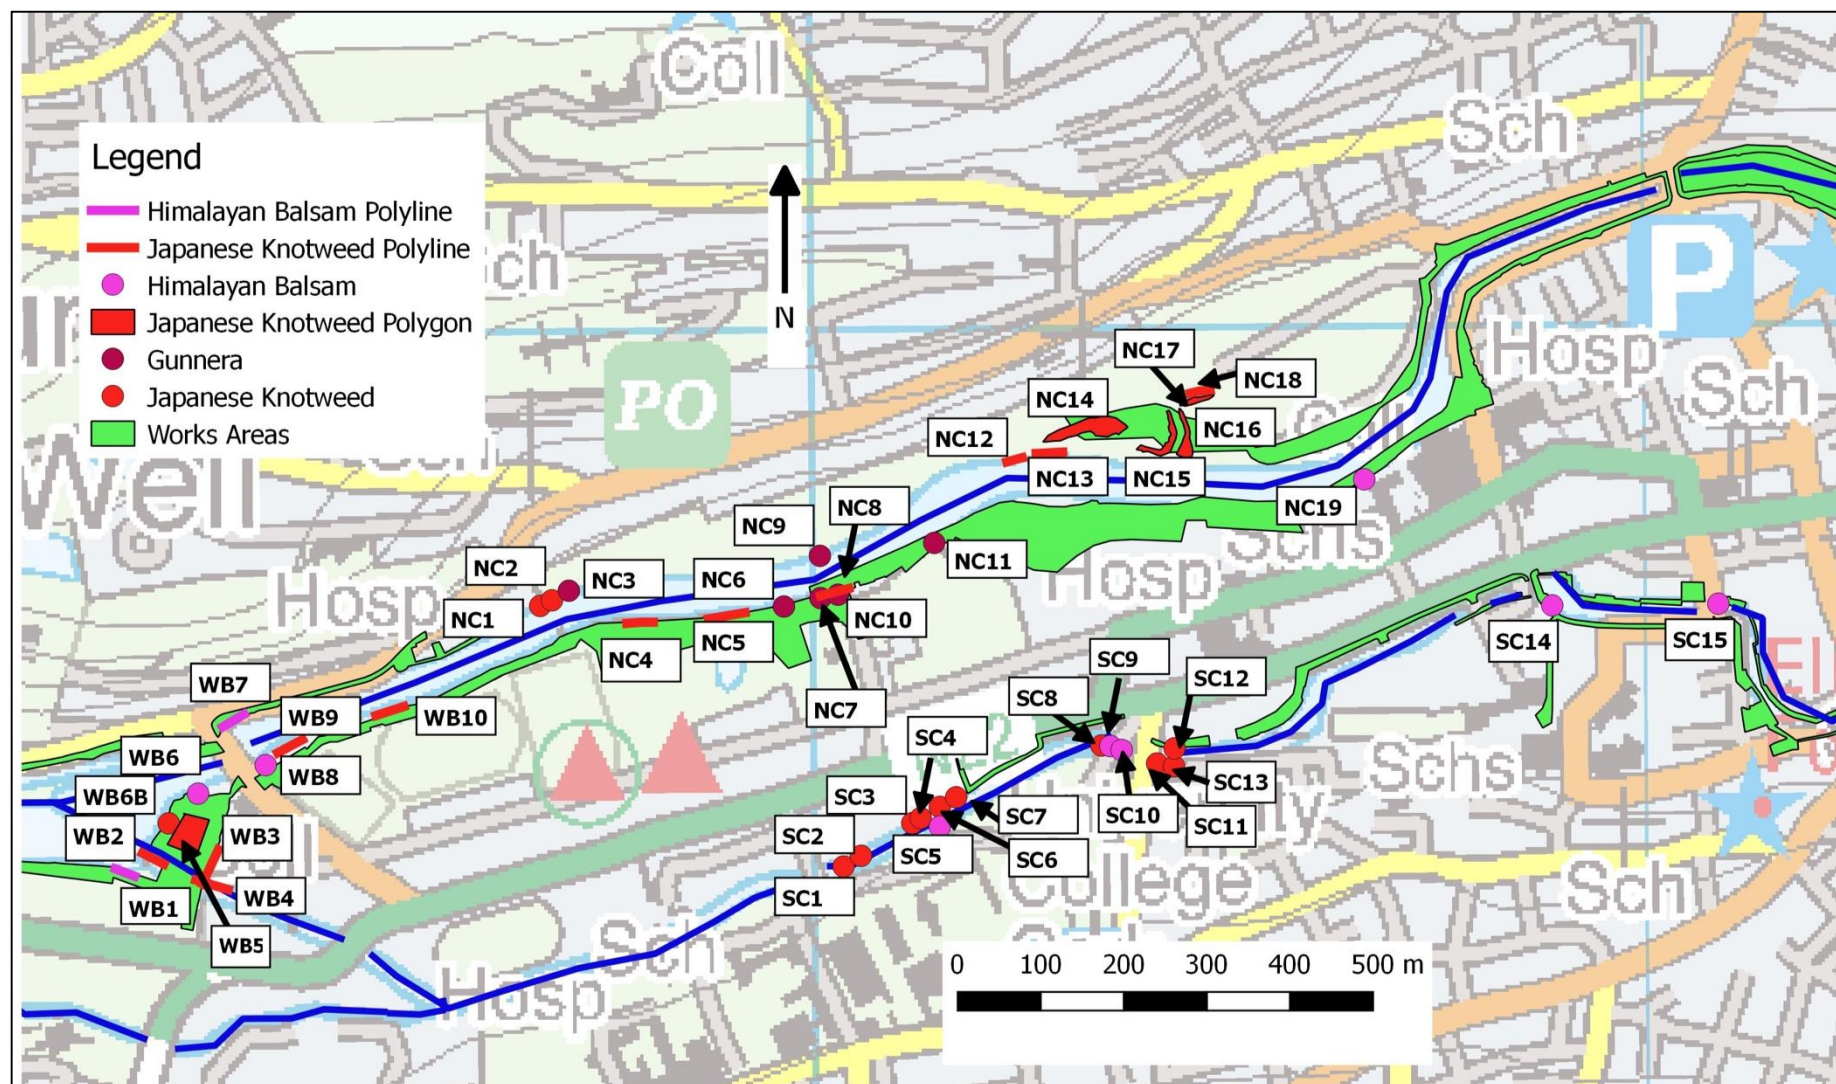 Coll
Sch
Legend
Himalayan Balsam Polyline
Japanese Knotweed Polyline
Himalayan Balsam
Japanese Knotweed Polygon
Gunnera
Japanese Knotweed
Works Areas
N
P
Hosp
Sch
PO
Well
NC17
NC18
NC14
NC16
NC12
NC13
NC15
NC19
NC8
NC9
NC11
Schs
Hosp
NC2
NC3
NC6
Hosp
NC1
NC10
NC5
NC4
NC7
SC14
SC15
SC9
SC12
SC8
WB7
WB9
WB10
SC4
WB6
WB8
Schs
SC13
SC10
SC11
SC3
SC7
WB6B
WB2
WB3
SC2
SC5
SC6
College
Sch
WB4
SC1
WB1
WB5
Sch
Hosp
0 100 200 300 400 500 m